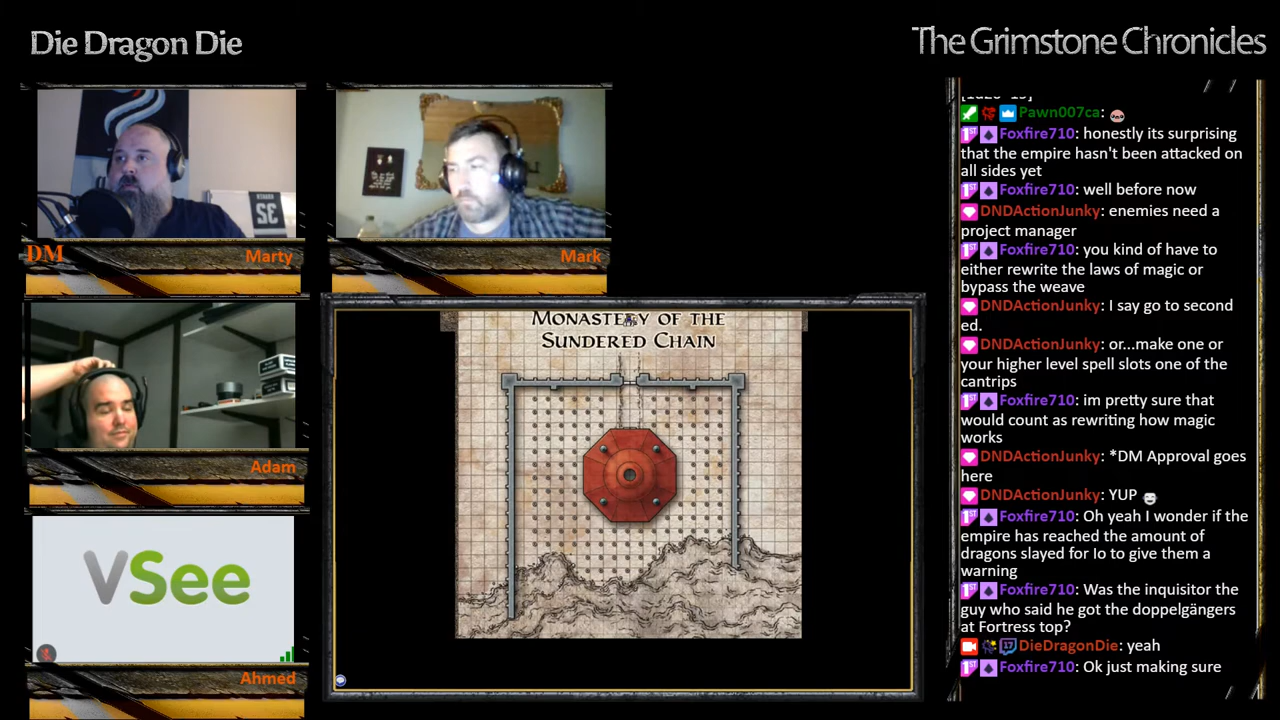 Die Dragon Die
The Grimstone Chronicles
DM
Marty
Mark
Adam
VSee
Ahmed
32
MONASTERY OF THE
SUNDERED CHAIN
Pawn007ca:
Foxfire710: honestly its surprising
that the empire hasn't been attacked on
all sides yet
Foxfire710: well before now
DNDActionJunky: enemies need a
project manager
Foxfire710: you kind of have to
either rewrite the laws of magic or
bypass the weave
DNDActionJunky: I say go to second
ed.
DNDActionJunky: or...make one or
your higher level spell slots one of the
cantrips
Foxfire710: im pretty sure that
would count as rewriting how magic
works
DNDActionJunky: *DM Approval goes
here
DNDActionJunky: YUP
Foxfire710: Oh yeah I wonder if the
empire has reached the amount of
dragons slayed for Io to give them a
warning
Foxfire710: Was the inquisitor the
guy who said he got the doppelgängers
at Fortress top?
DieDragonDie: yeah
Foxfire710: Ok just making sure